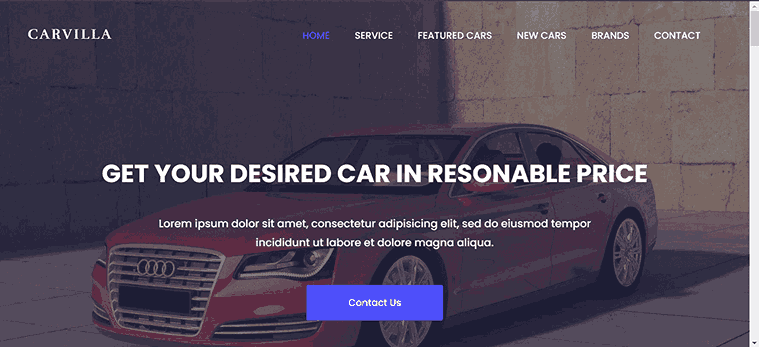 CARVILLA
HOME SERVICE FEATURED CARS NEW CARS BRANDS CONTACT
GET YOUR DESIRED CAR IN RESONABLE PRICE
Lorem ipsum dolor sit amet, consectetur adipisicing elit, sed do eiusmod tempor
incididunt ut labore et dolore magna aliqua.
Contact Us